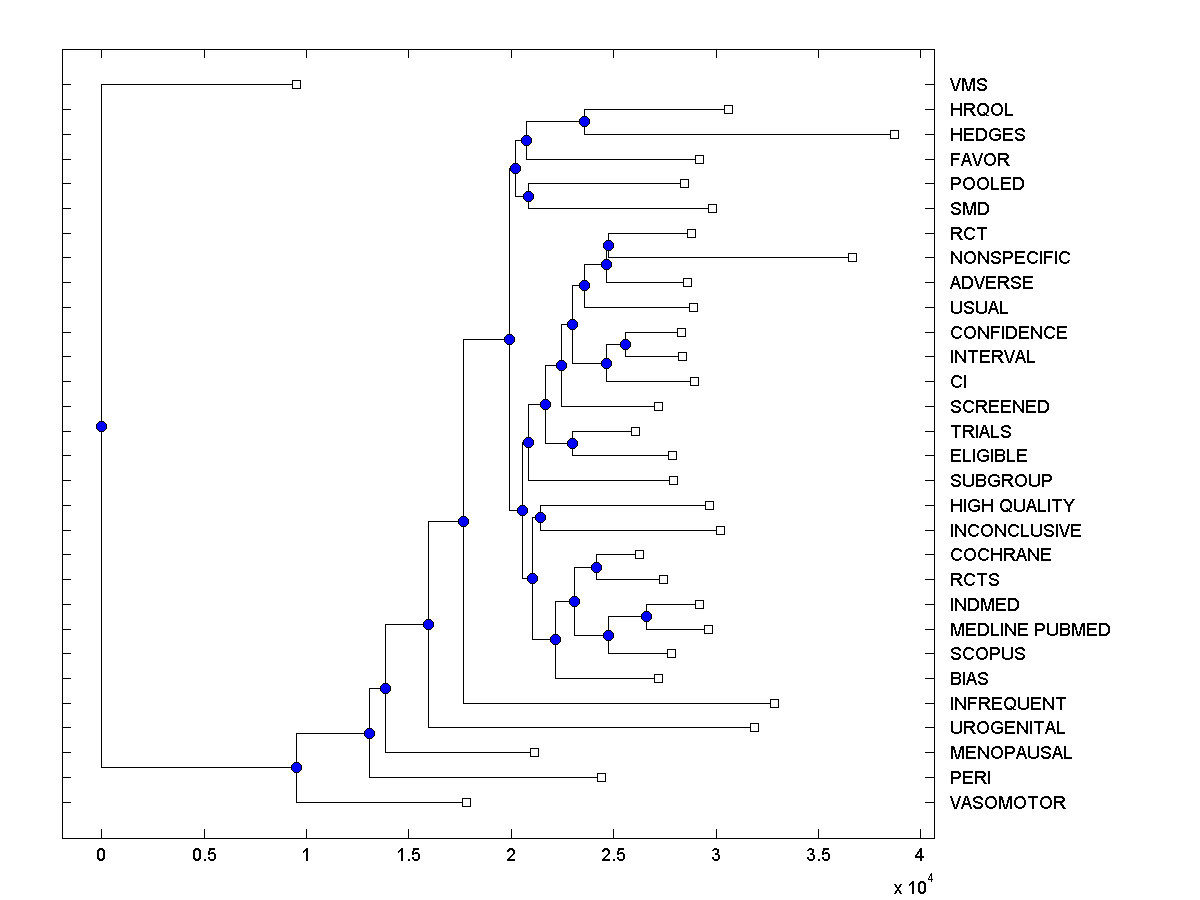 VMS
HRQOL
HEDGES
FAVOR
POOLED
SMD
RCT
NONSPECIFIC
ADVERSE
USUAL
CONFIDENCE
INTERVAL
CI
SCREENED
TRIALS
ELIGIBLE
SUBGROUP
HIGH QUALITY
INCONCLUSIVE
COCHRANE
RCTS
INDMED
MEDLINE PUBMED
SCOPUS
BIAS
INFREQUENT
UROGENITAL
MENOPAUSAL
PERI
VASOMOTOR
0 0.5 1 1.5 2 2.5 3 3.5 4
x 10^4